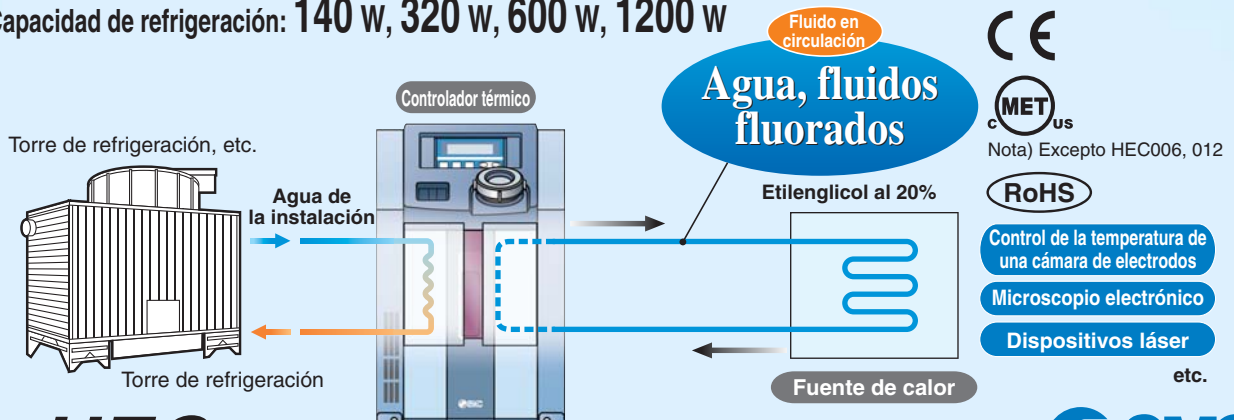 Capacidad de refrigeración: 140 W, 320 W, 600 W, 1200 W
Fluido en
circulación
Agua, fluidos
fluorados
Controlador térmico
Torre de refrigeración, etc.
Agua de
la instalación
Etilenglicol al 20%
CE
MET
C US
Nota) Excepto HEC006, 012
RoHS
Control de la temperatura de
una cámara de electrodos
Microscopio electrónico
Dispositivos láser
etc.
Torre de refrigeración
Fuente de calor
SMC